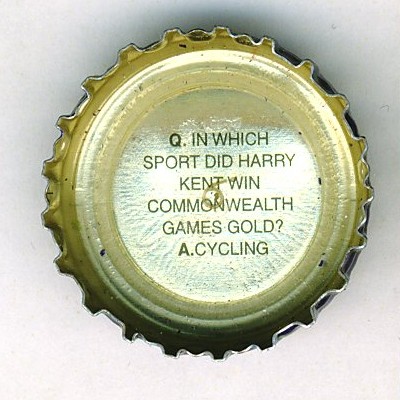 Q. IN WHICH
SPORT DID HARRY
KENT WIN
COMMONWEALTH
GAMES GOLD?
A.CYCLING